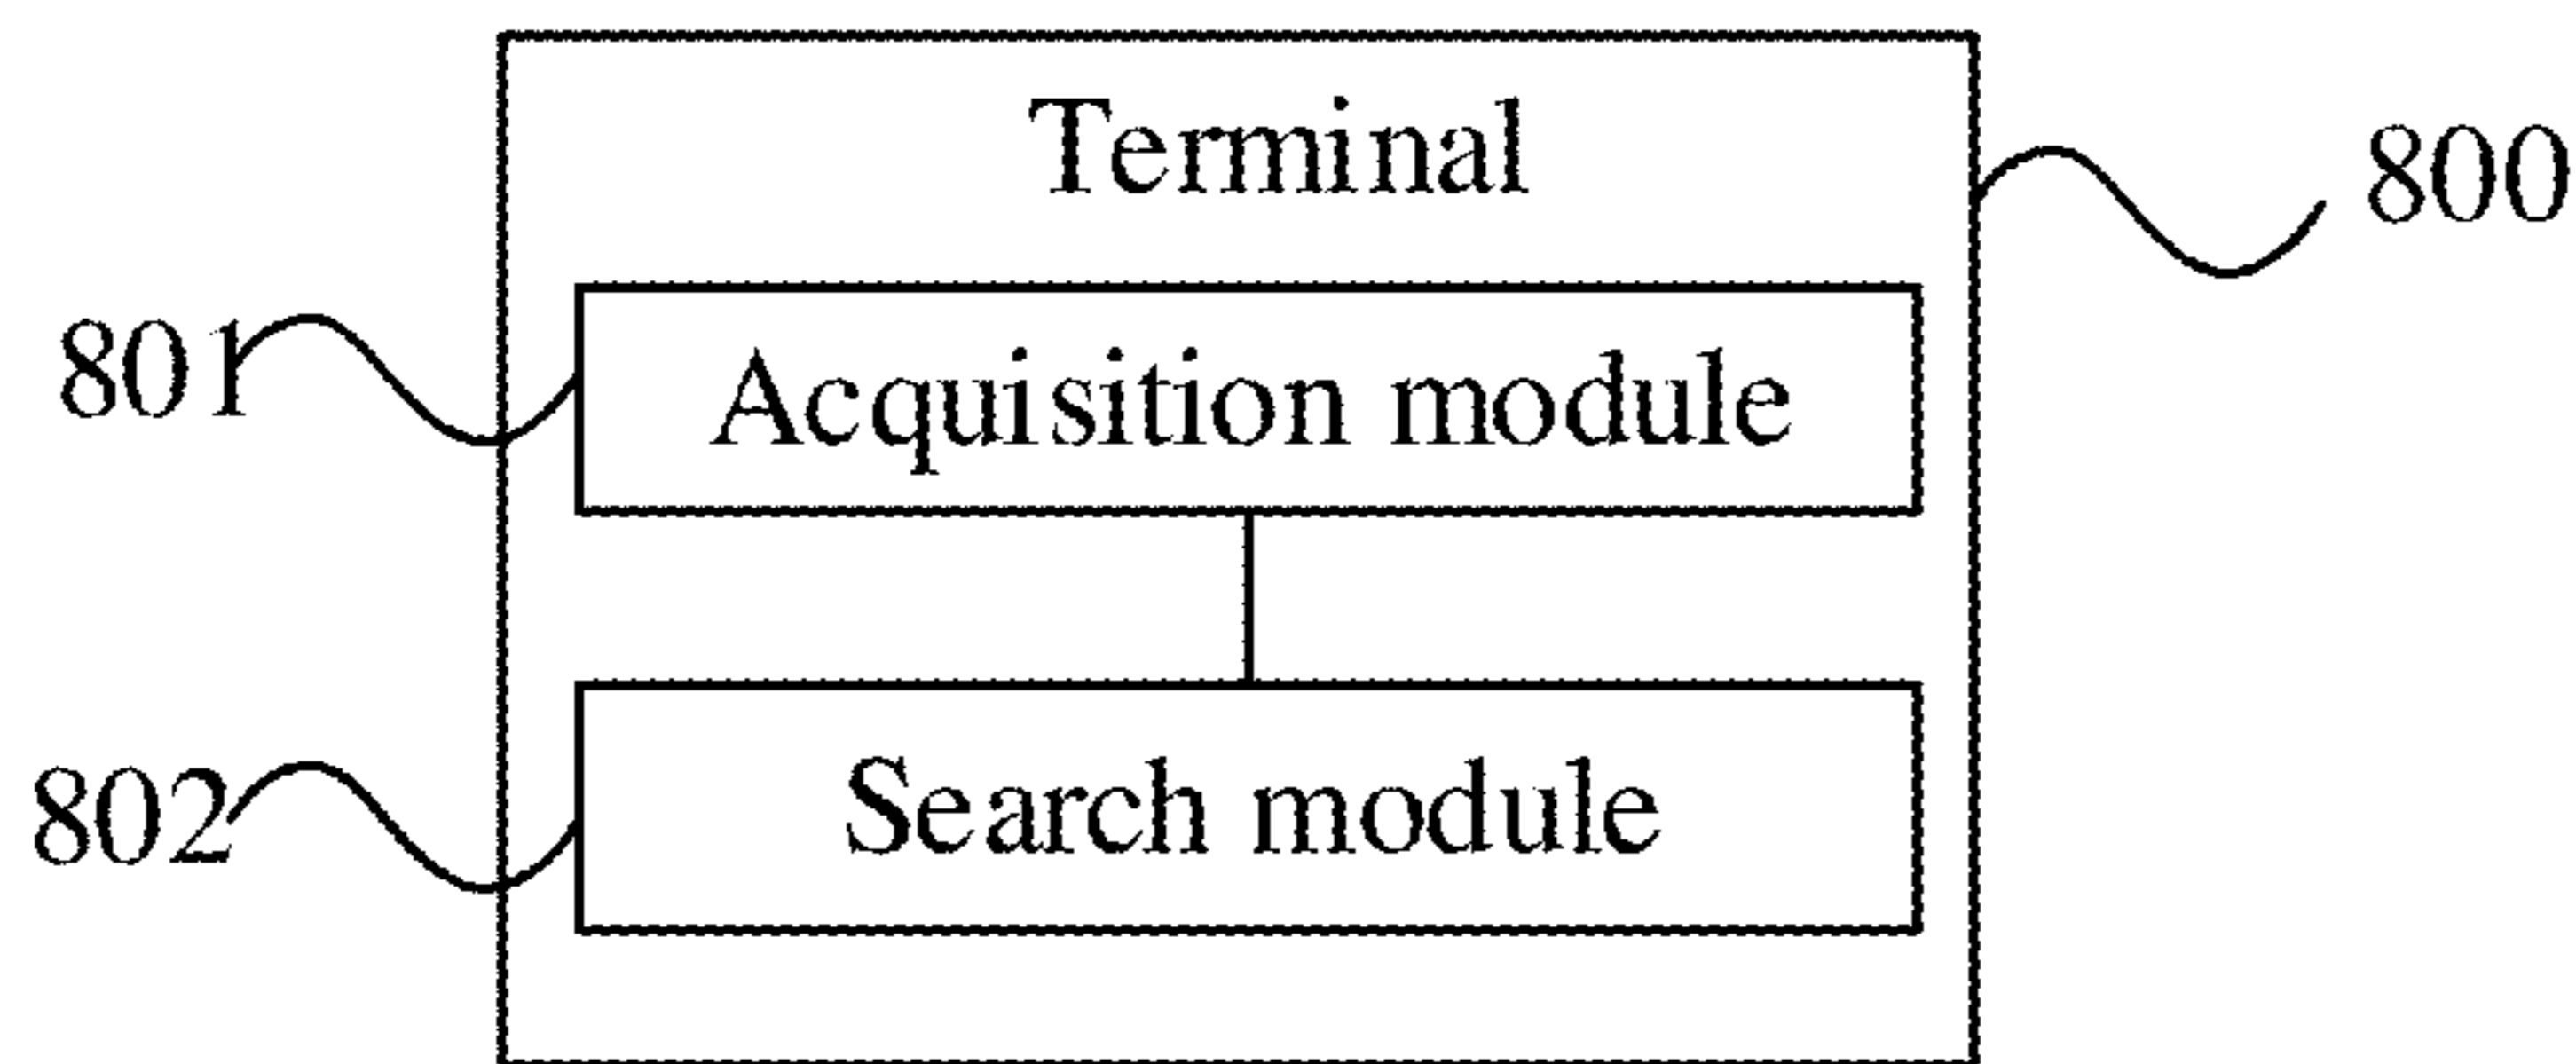 Terminal
800
801
Acquisition module
802
Search module